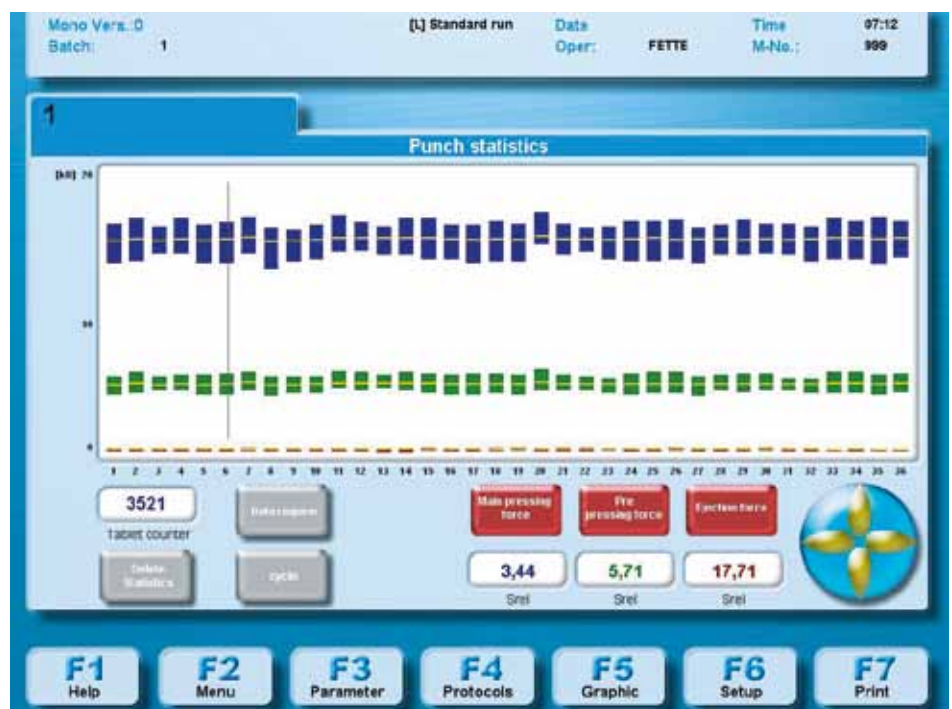 Mono Vers.:0 [L] Standard run Date Time 07:12
Batch: 1 Oper: FETTE M-No.: 999
1
Punch statistics
1 2 3 4 5 6 7 8 9 10 11 12 13 14 15 16 17 18 19 20 21 22 23 24 25 26 27 28 29 30 31 32 33 34 35 36
3521 Main pressing force Pre pressing force Ejection force
Tablet counter
Delete Statistics cycle 3,44 5,71 17,71
Srel Srel Srel
F1 F2 F3 F4 F5 F6 F7
Help Menu Parameter Protocols Graphic Setup Print